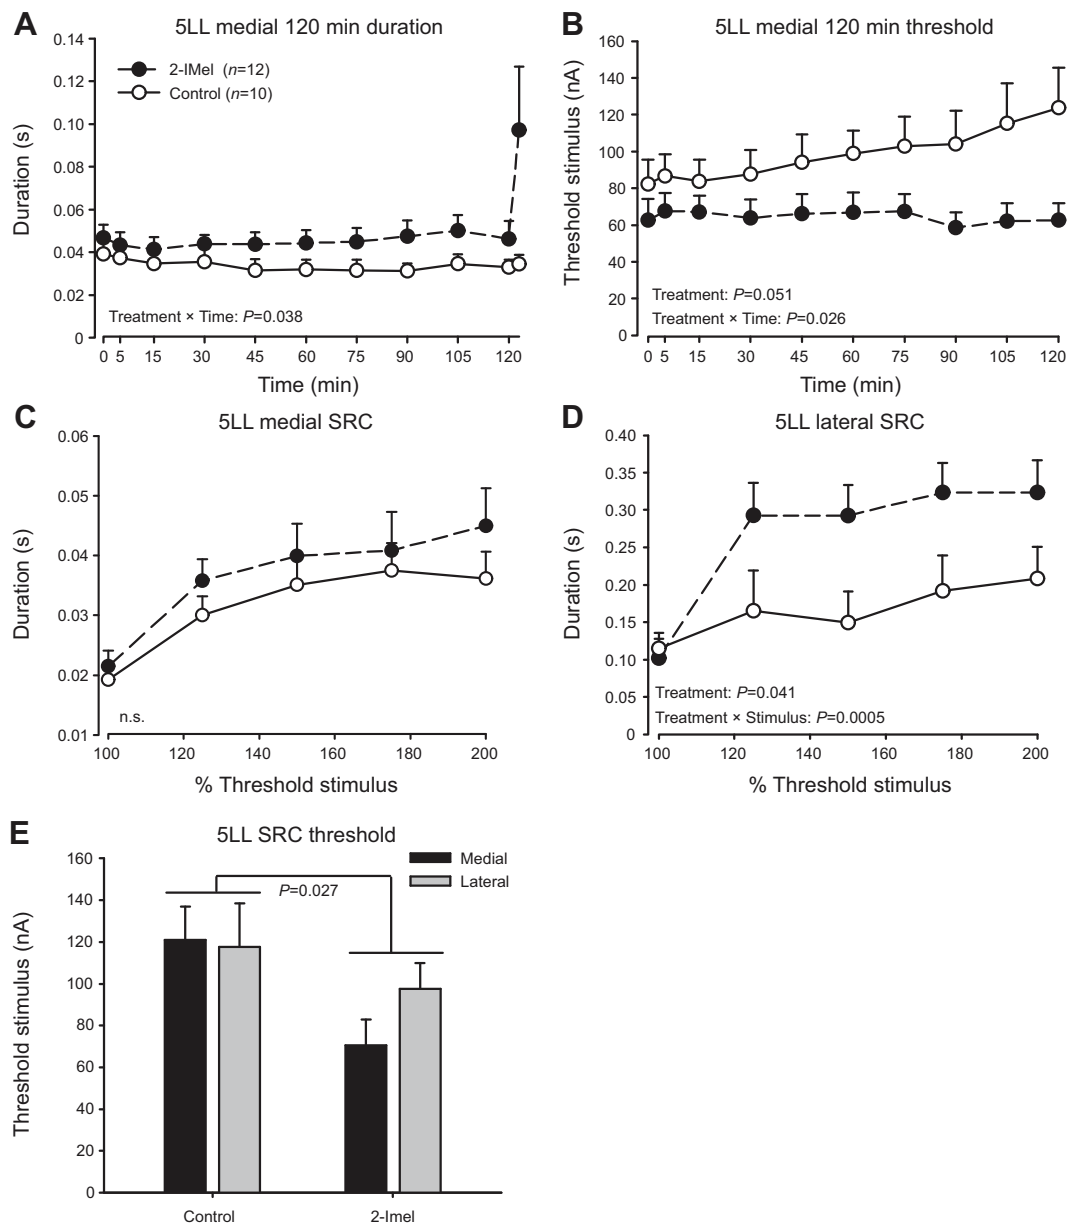 A
5LL medial 120 min duration
Duration (s)
0.14
0.12
0.10
0.08
0.06
0.04
0.02
0
2-IMel (n=12)
Control (n=10)
Treatment × Time: P=0.038
0 5 15 30 45 60 75 90 105 120
Time (min)
B
5LL medial 120 min threshold
Threshold stimulus (nA)
160
140
120
100
80
60
40
20
0
Treatment: P=0.051
Treatment × Time: P=0.026
0 5 15 30 45 60 75 90 105 120
Time (min)
C
5LL medial SRC
Duration (s)
0.06
0.05
0.04
0.03
0.02
0.01
n.s.
100 120 140 160 180 200
% Threshold stimulus
D
5LL lateral SRC
Duration (s)
0.40
0.35
0.30
0.25
0.20
0.15
0.10
0.05
0
Treatment: P=0.041
Treatment × Stimulus: P=0.0005
100 120 140 160 180 200
% Threshold stimulus
E
5LL SRC threshold
Threshold stimulus (nA)
160
140
120
100
80
60
40
20
0
Medial
Lateral
P=0.027
Control 2-Imel